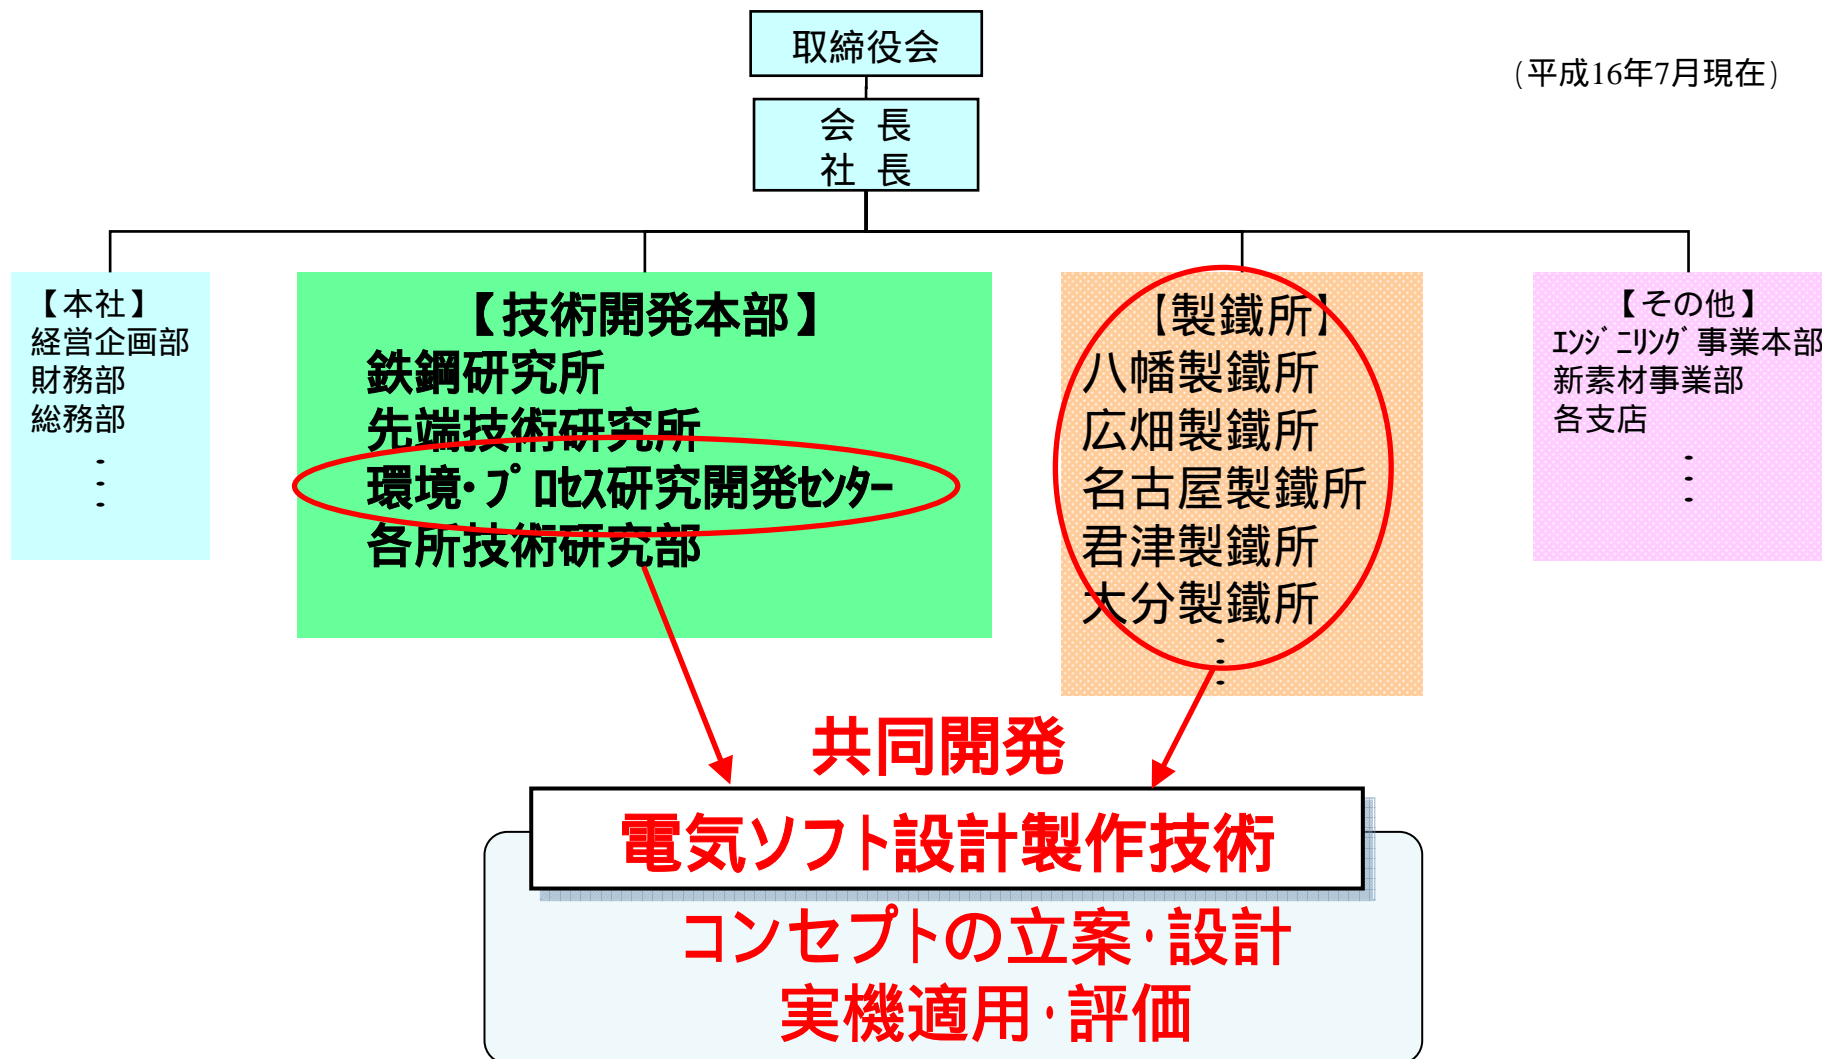 取締役会
(平成16年7月現在)
会 長
社 長
【本社】
経営企画部
財務部
総務部
・
・
・
【技術開発本部】
鉄鋼研究所
先端技術研究所
環境・ﾌﾟﾛｾｽ研究開発ｾﾝﾀｰ
各所技術研究部
【製鐵所】
八幡製鐵所
広畑製鐵所
名古屋製鐵所
君津製鐵所
大分製鐵所
・
・
・
【その他】
ｴﾝｼﾞﾆﾘﾝｸﾞ事業本部
新素材事業部
各支店
・
・
・
共同開発
電気ソフト設計製作技術
コンセプトの立案・設計
実機適用・評価